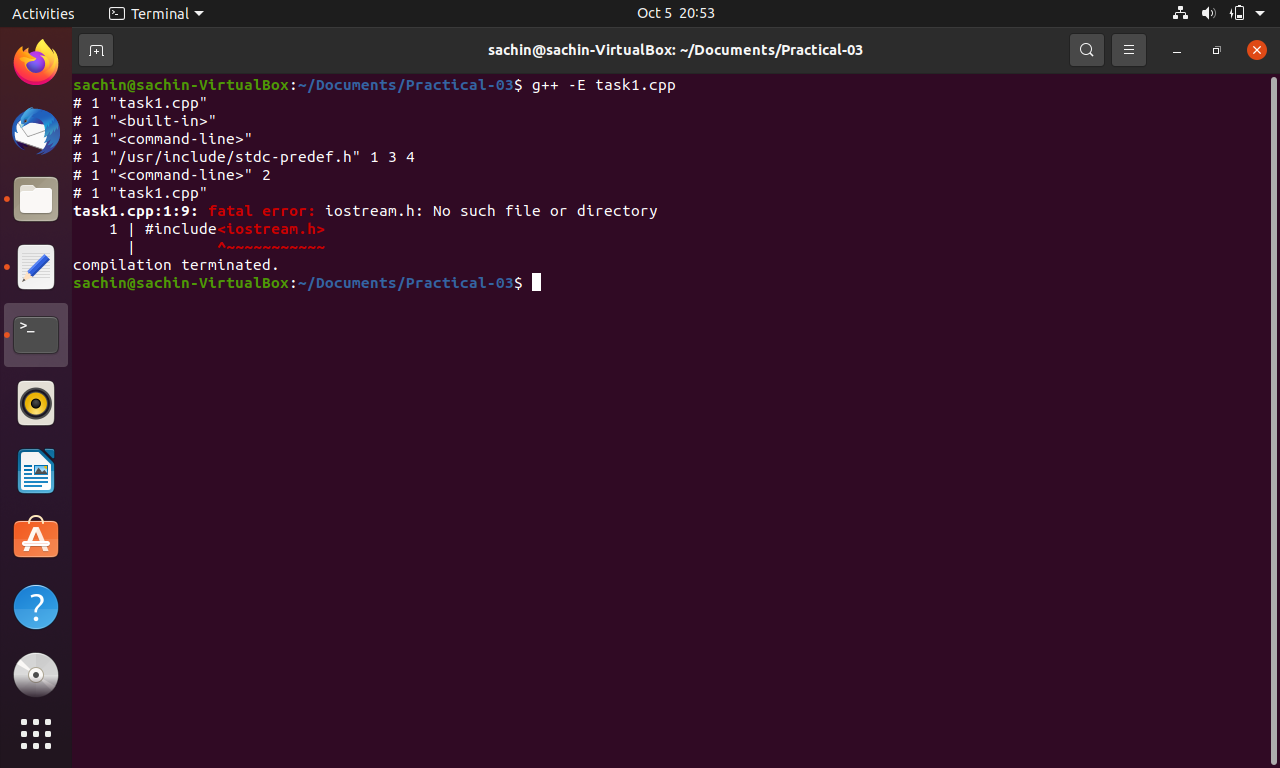 Activities Terminal Oct 5 20:53
sachin@sachin-VirtualBox: ~/Documents/Practical-03
sachin@sachin-VirtualBox:~/Documents/Practical-03$ g++ -E task1.cpp
# 1 "task1.cpp"
# 1 "<built-in>"
# 1 "<command-line>"
# 1 "/usr/include/stdc-predef.h" 1 3 4
# 1 "<command-line>" 2
# 1 "task1.cpp"
task1.cpp:1:9: fatal error: iostream.h: No such file or directory
    1 | #include<iostream.h>
      |         ^~~~~~~~~~~~
compilation terminated.
sachin@sachin-VirtualBox:~/Documents/Practical-03$